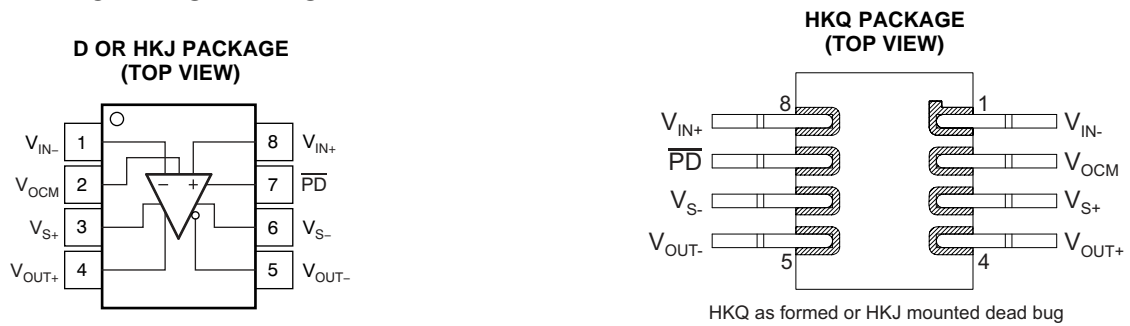 D OR HKJ PACKAGE
(TOP VIEW)
V_IN– 1 8 V_IN+
V_OCM 2 7 P̅D̅
V_S+ 3 6 V_S–
V_OUT+ 4 5 V_OUT–
– +
HKQ PACKAGE
(TOP VIEW)
8 1
V_IN+ V_IN-
P̅D̅ V_OCM
V_S- V_S+
V_OUT- V_OUT+
5 4
HKQ as formed or HKJ mounted dead bug